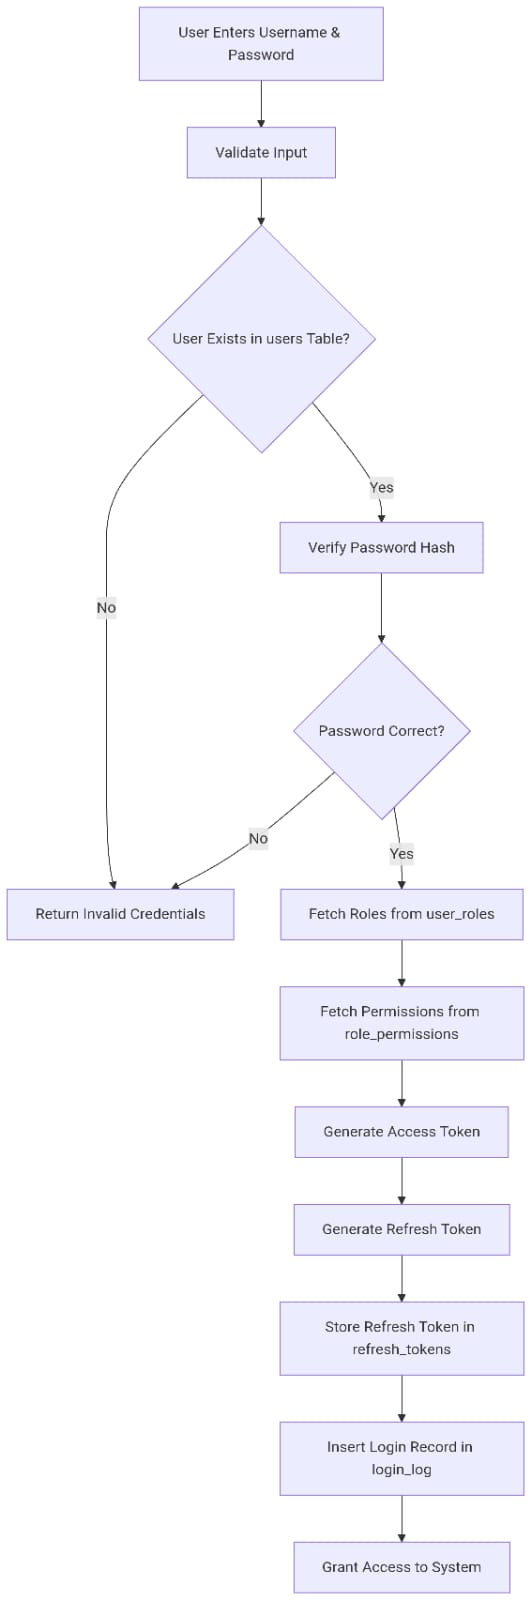 User Enters Username &
Password
Validate Input
User Exists in users Table?
Yes
Verify Password Hash
No
Password Correct?
No
Yes
Return Invalid Credentials
Fetch Roles from user_roles
Fetch Permissions from
role_permissions
Generate Access Token
Generate Refresh Token
Store Refresh Token in
refresh_tokens
Insert Login Record in
login_log
Grant Access to System